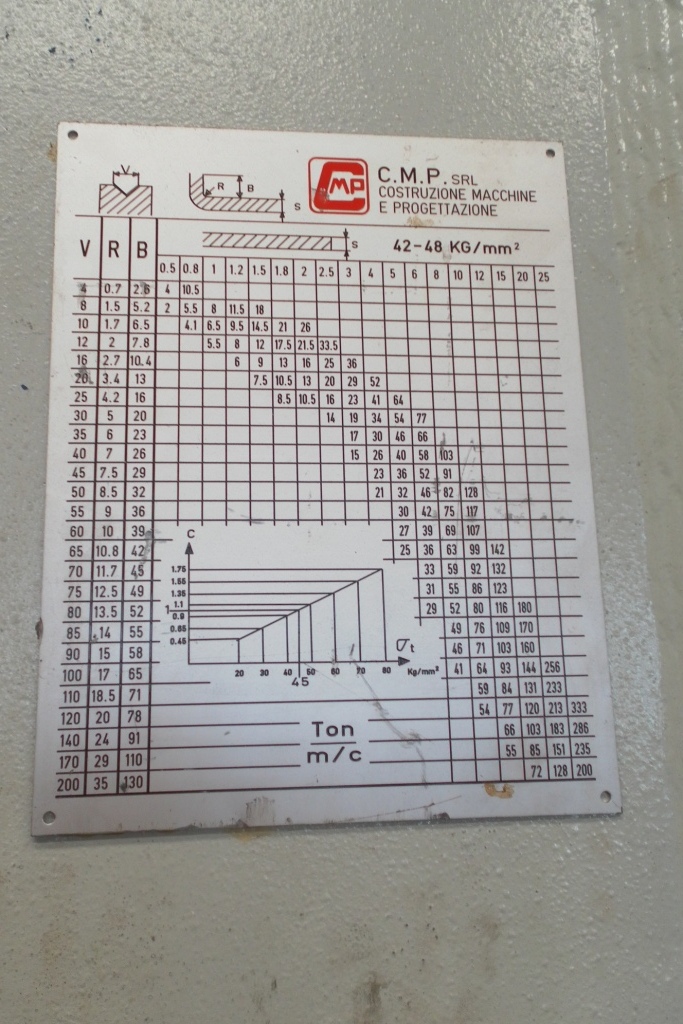 V
R
B
S
CMP
C.M.P. SRL
COSTRUZIONE MACCHINE
E PROGETTAZIONE
S
42-48 KG/mm²
V R B
0.5 0.8 1 1.2 1.5 1.8 2 2.5 3 4 5 6 8 10 12 15 20 25
4 0.7 2.6 4 10.5
8 1.5 5.2 2 5.5 8 11.5 18
10 1.7 6.5 4.1 6.5 9.5 14.5 21 26
12 2 7.8 5.5 8 12 17.5 21.5 33.5
16 2.7 10.4 6 9 13 16 25 36
20 3.4 13 7.5 10.5 13 20 29 52
25 4.2 16 8.5 10.5 16 23 41 64
30 5 20 14 19 34 54 77
35 6 23 17 30 46 66
40 7 26 15 26 40 58 103
45 7.5 29 23 36 52 91
50 8.5 32 21 32 46 82 128
55 9 36 30 42 75 117
60 10 39 27 39 69 107
65 10.8 42 25 36 63 99 142
70 11.7 45 33 59 92 132
75 12.5 49 31 55 86 123
80 13.5 52 29 52 80 116 180
85 14 55 49 76 109 170
90 15 58 46 71 103 160
100 17 65 41 64 93 144 256
110 18.5 71 59 84 131 233
120 20 78 54 77 120 213 333
140 24 91 66 103 183 286
170 29 110 55 85 151 235
200 35 130 72 128 200
C
1.75
1.55
1.35
1.1
1
0.9
0.65
0.45
σt
20 30 40 50 60 70 80 Kg/mm²
45
Ton
m/c